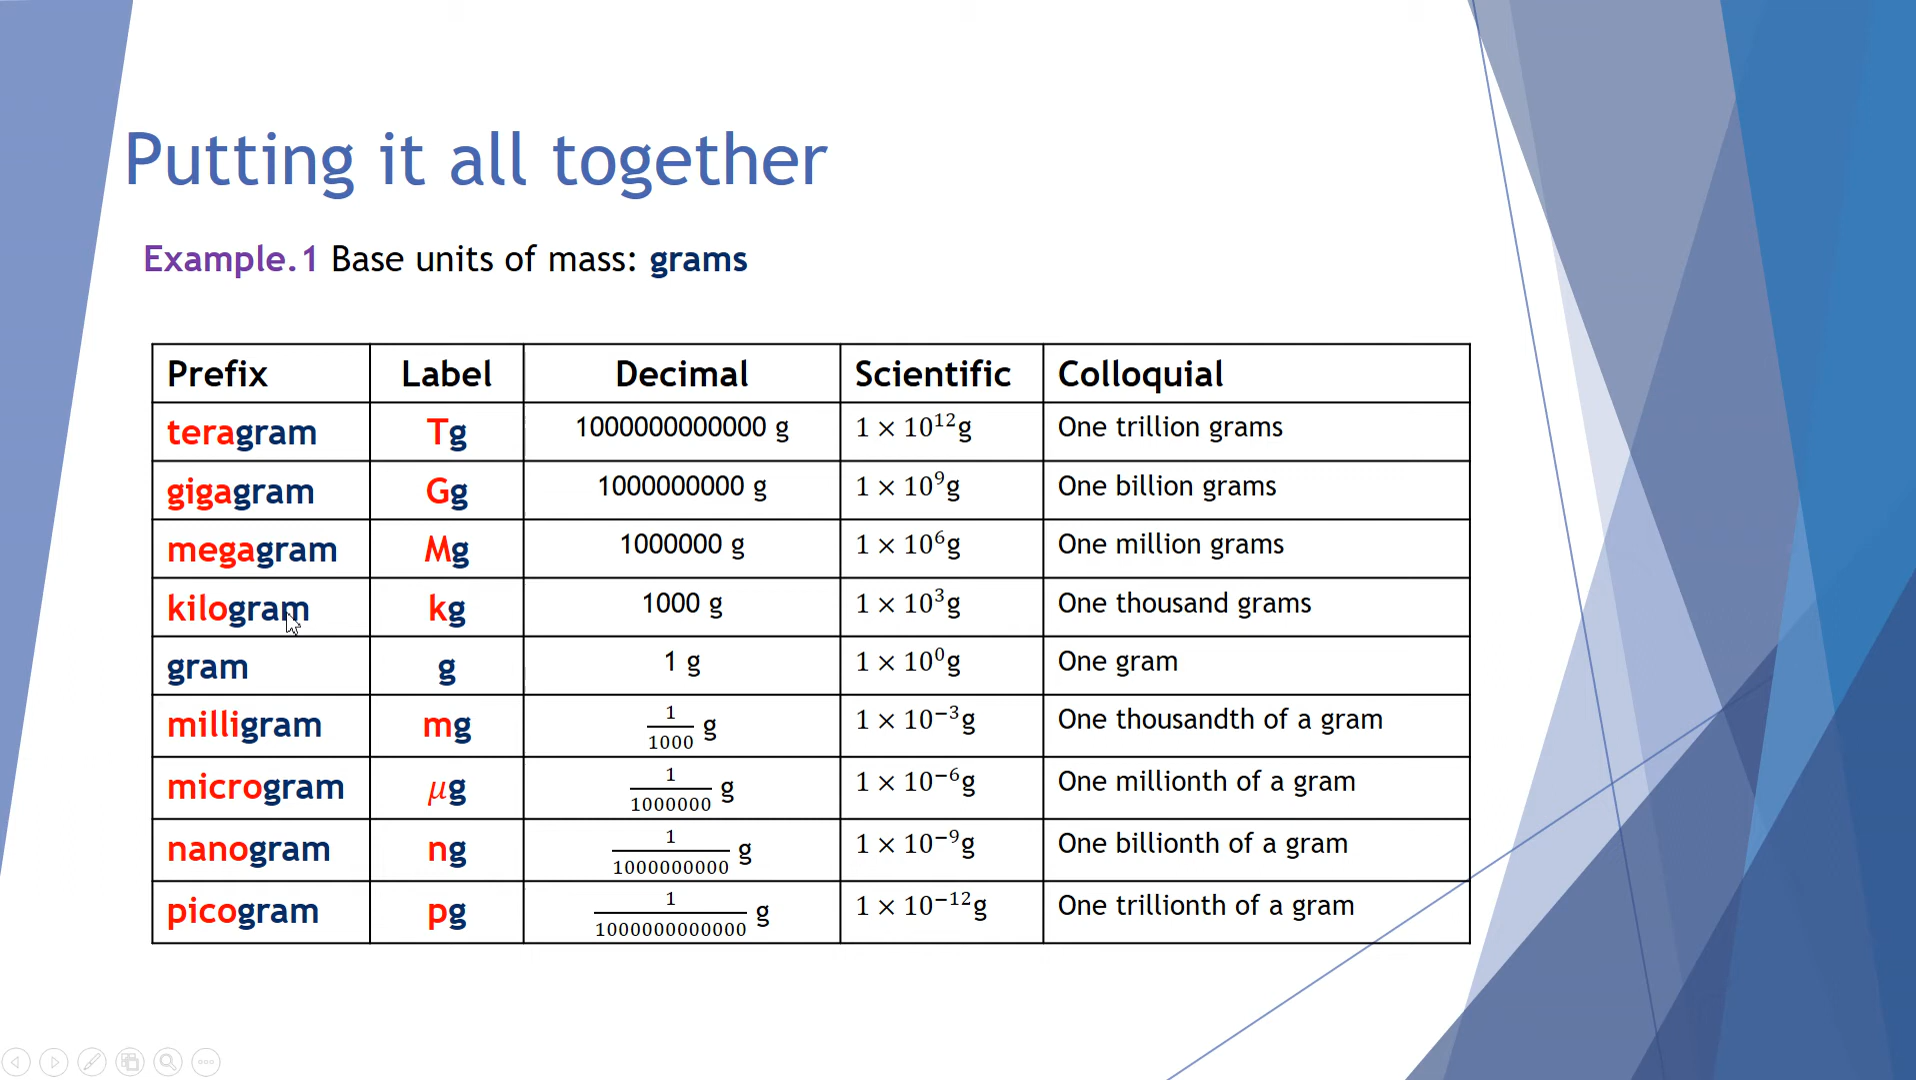 Putting it all together
Example.1 Base units of mass: grams
Prefix Label Decimal Scientific Colloquial
teragram Tg 1000000000000 g 1 × 10¹²g One trillion grams
gigagram Gg 1000000000 g 1 × 10⁹g One billion grams
megagram Mg 1000000 g 1 × 10⁶g One million grams
kilogram kg 1000 g 1 × 10³g One thousand grams
gram g 1 g 1 × 10⁰g One gram
milligram mg 1/1000 g 1 × 10⁻³g One thousandth of a gram
microgram μg 1/1000000 g 1 × 10⁻⁶g One millionth of a gram
nanogram ng 1/1000000000 g 1 × 10⁻⁹g One billionth of a gram
picogram pg 1/1000000000000 g 1 × 10⁻¹²g One trillionth of a gram